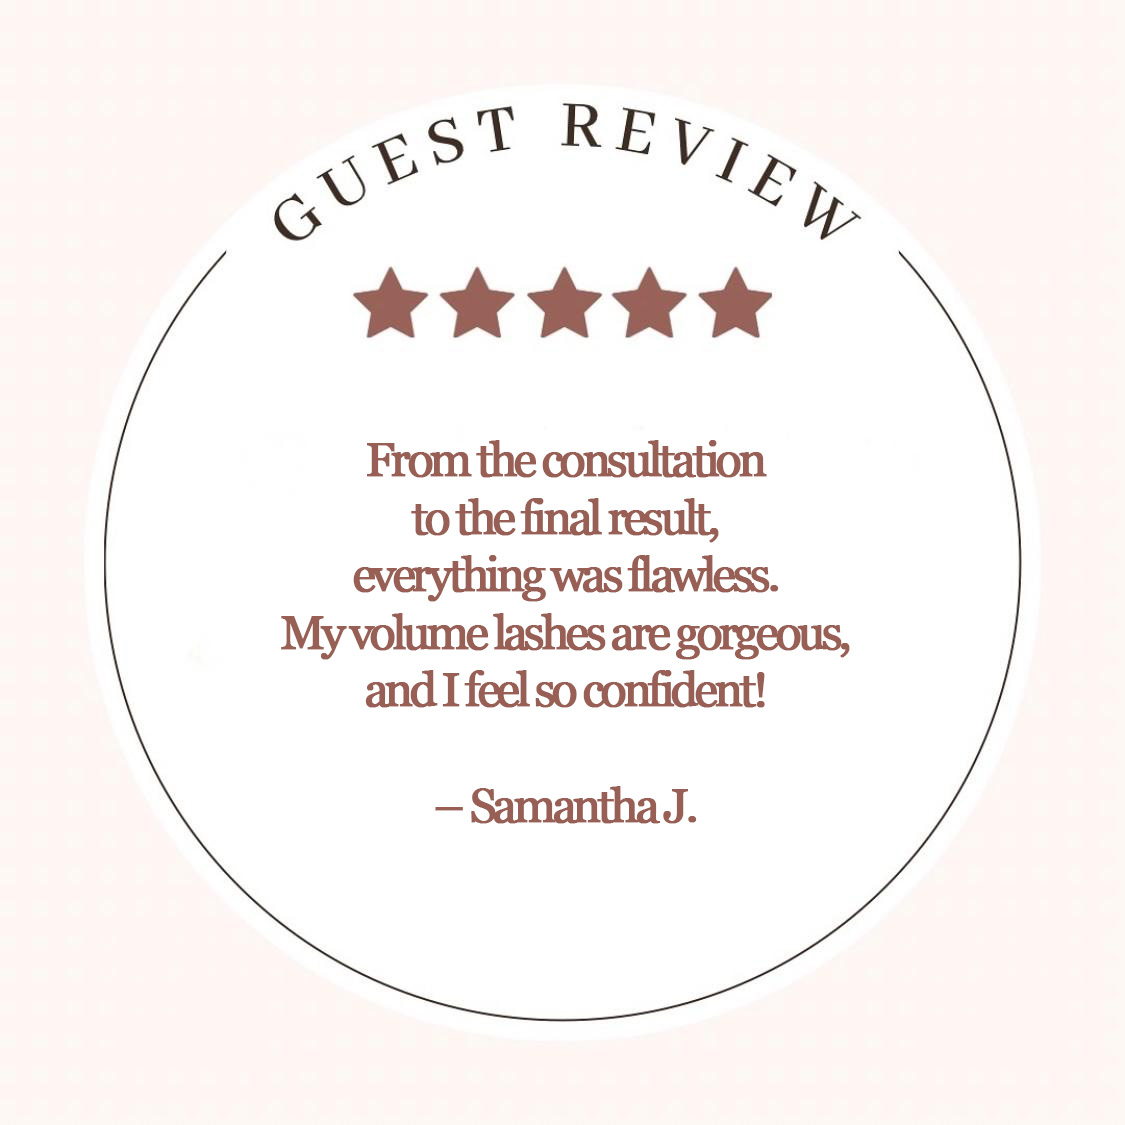 GUEST REVIEW
From the consultation
to the final result,
everything was flawless.
My volume lashes are gorgeous,
and I feel so confident!
– Samantha J.